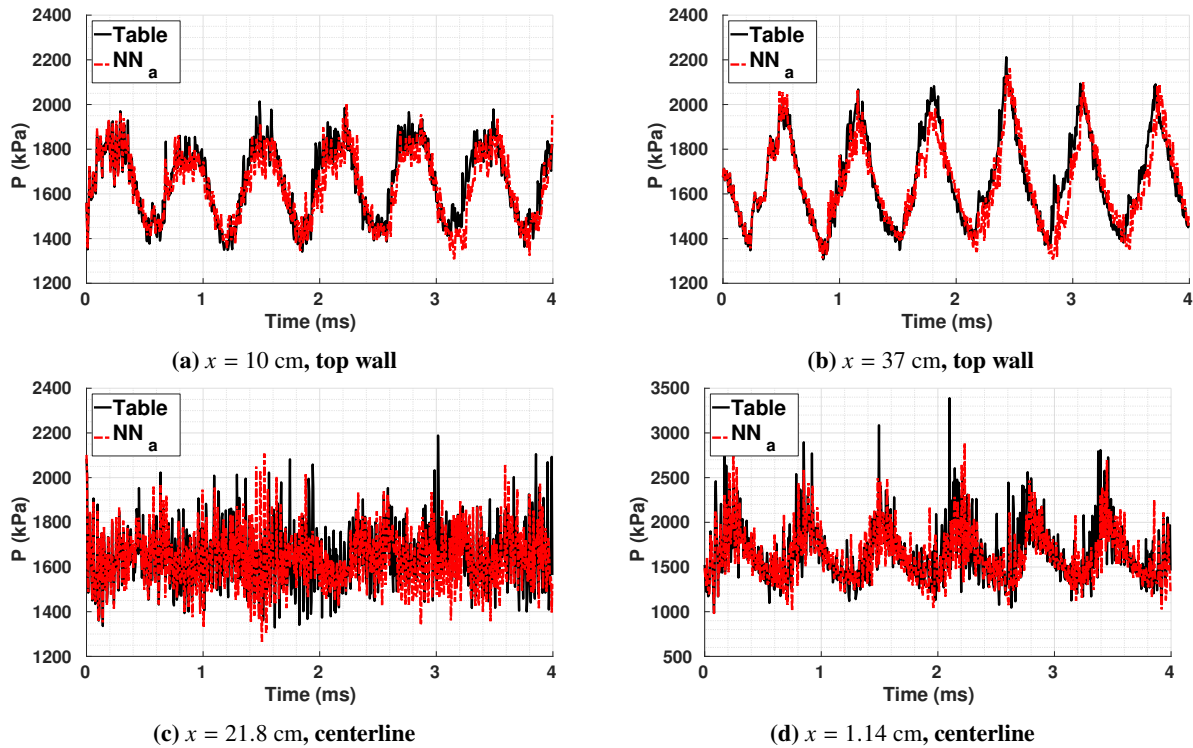 2400
2200
2000
1800
1600
1400
1200
P (kPa)
Table
NN a
0 1 2 3 4
Time (ms)
(a) x = 10 cm, top wall
2400
2200
2000
1800
1600
1400
1200
P (kPa)
Table
NN a
0 1 2 3 4
Time (ms)
(b) x = 37 cm, top wall
2400
2200
2000
1800
1600
1400
1200
P (kPa)
Table
NN a
0 1 2 3 4
Time (ms)
(c) x = 21.8 cm, centerline
3500
3000
2500
2000
1500
1000
500
P (kPa)
Table
NN a
0 1 2 3 4
Time (ms)
(d) x = 1.14 cm, centerline